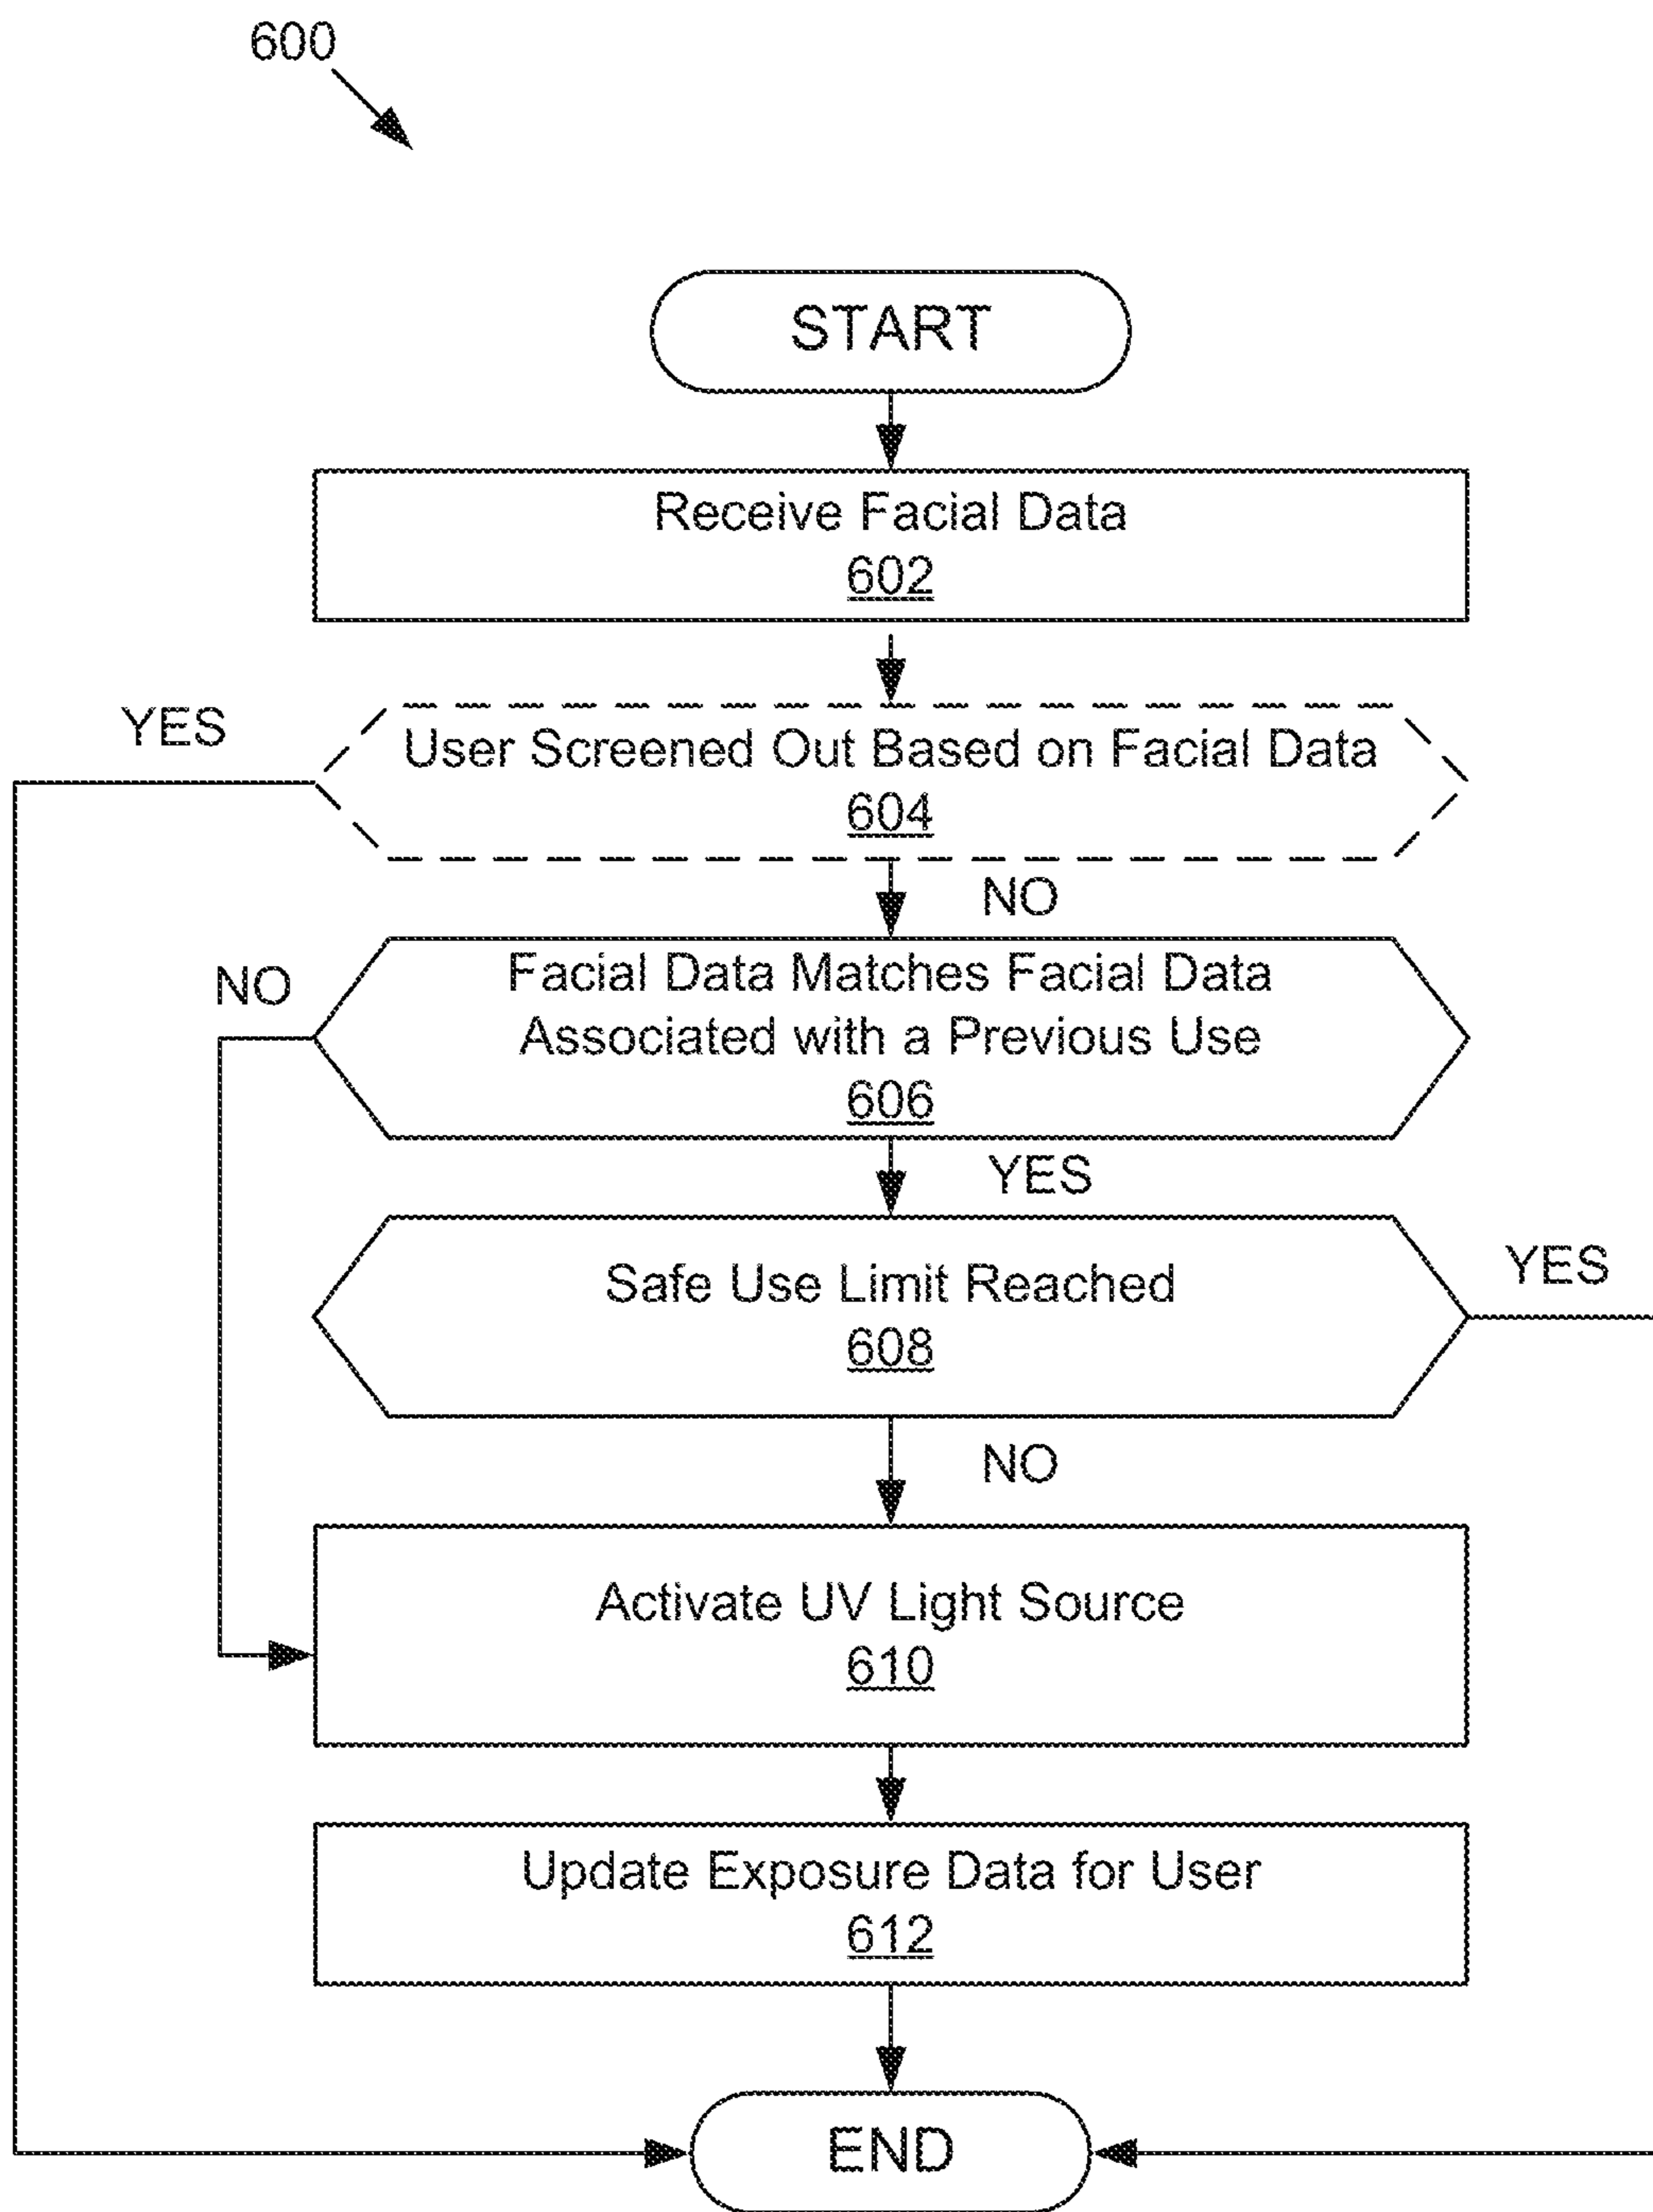 600
START
Receive Facial Data
602
YES
User Screened Out Based on Facial Data
604
NO
NO
Facial Data Matches Facial Data
Associated with a Previous Use
606
YES
Safe Use Limit Reached
608
YES
NO
Activate UV Light Source
610
Update Exposure Data for User
612
END